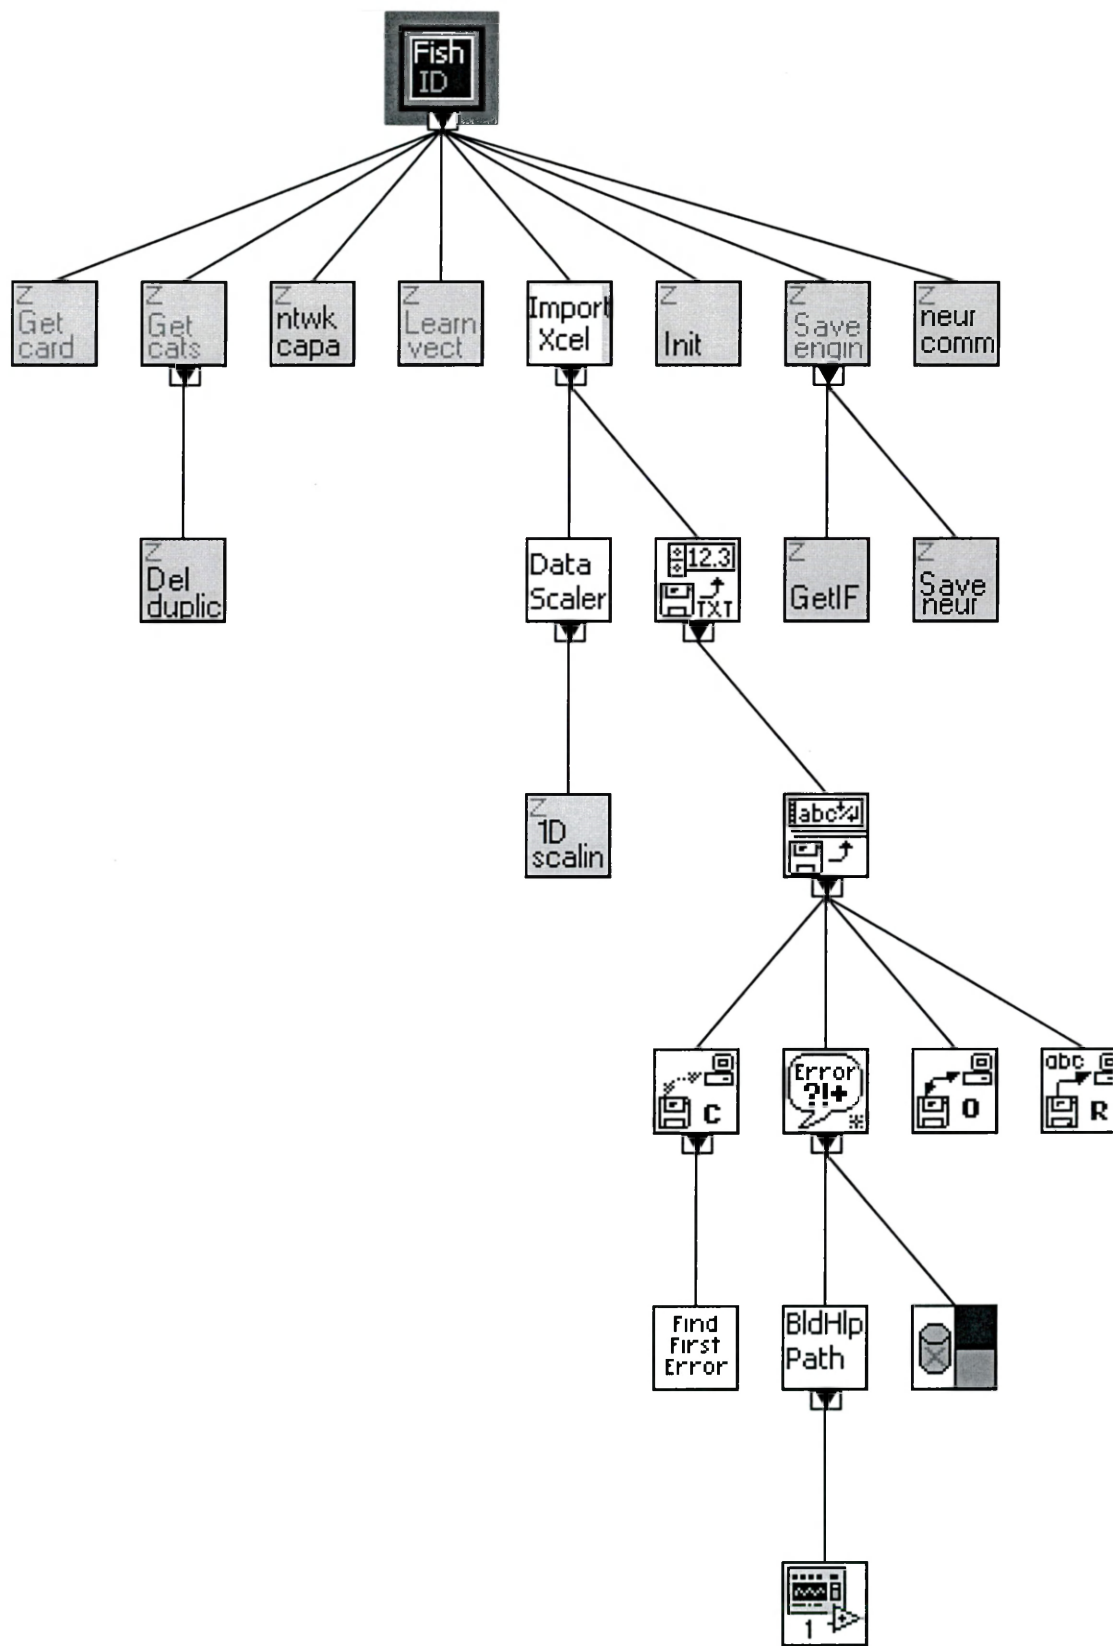 Fish
ID
Z
Get
card
Z
Get
cats
Z
ntwk
capa
Z
Learn
vect
Import
Xcel
Z
Init
Z
Save
engin
Z
neur
comm
Z
Del
duplic
Data
Scaler
12.3
TXT
Z
GetIF
Z
Save
neur
Z
1D
scalin
abc
C
Error
?!+
O
abc
R
Find
First
Error
BldHlp
Path
1